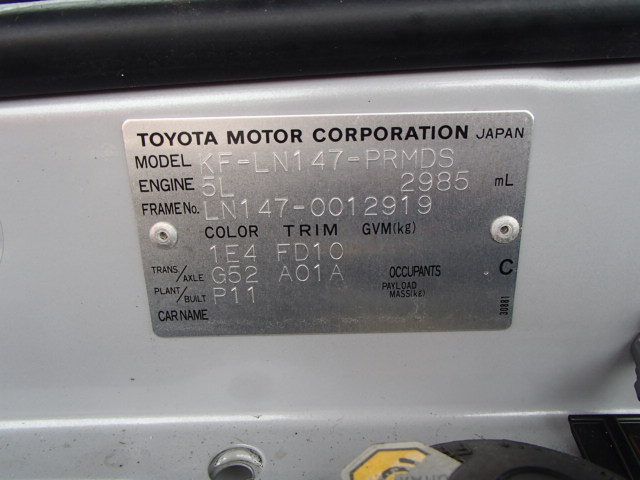 TOYOTA MOTOR CORPORATION JAPAN
MODEL KF-LN147-PRMDS
ENGINE 5L 2985 mL
FRAME No. LN147-0012919
COLOR TRIM GVM(kg)
1E4 FD10
TRANS./AXLE G52 A01A OCCUPANTS C
PLANT/BUILT P11 PAYLOAD MASS(kg)
CAR NAME
30881